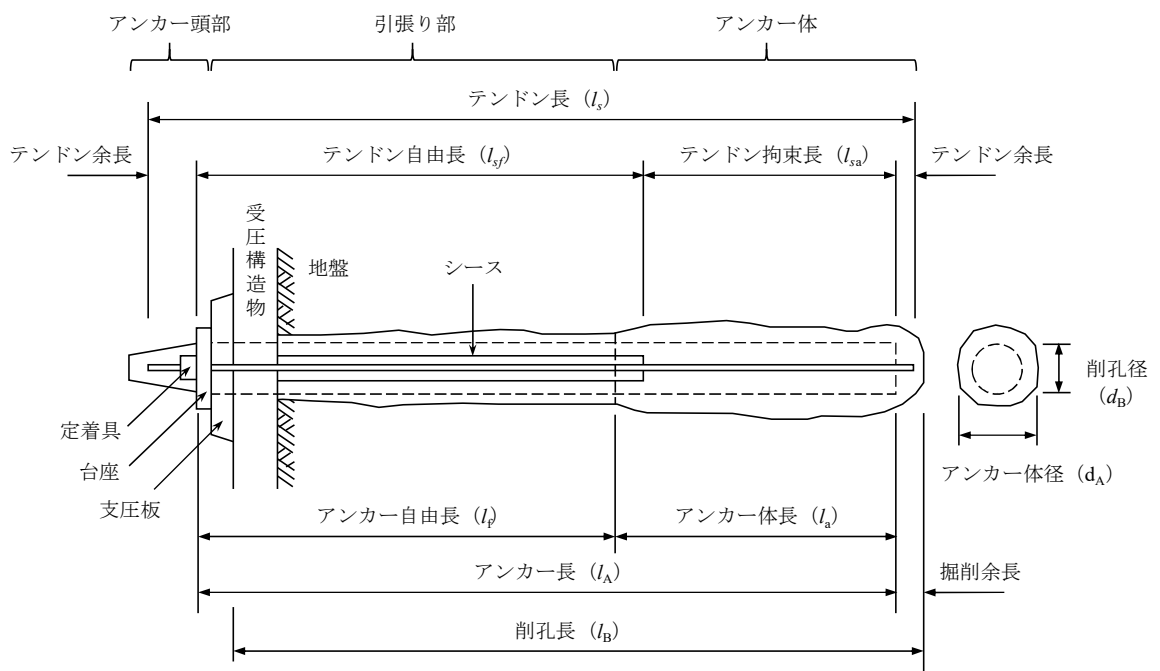 アンカー頭部
引張り部
アンカー体
テンドン長（ls）
テンドン余長
テンドン自由長（lsf）
テンドン拘束長（lsa）
テンドン余長
受圧構造物
地盤
シース
削孔径
（dB）
定着具
台座
支圧板
アンカー体径（dA）
アンカー自由長（lf）
アンカー体長（la）
アンカー長（lA）
掘削余長
削孔長（lB）